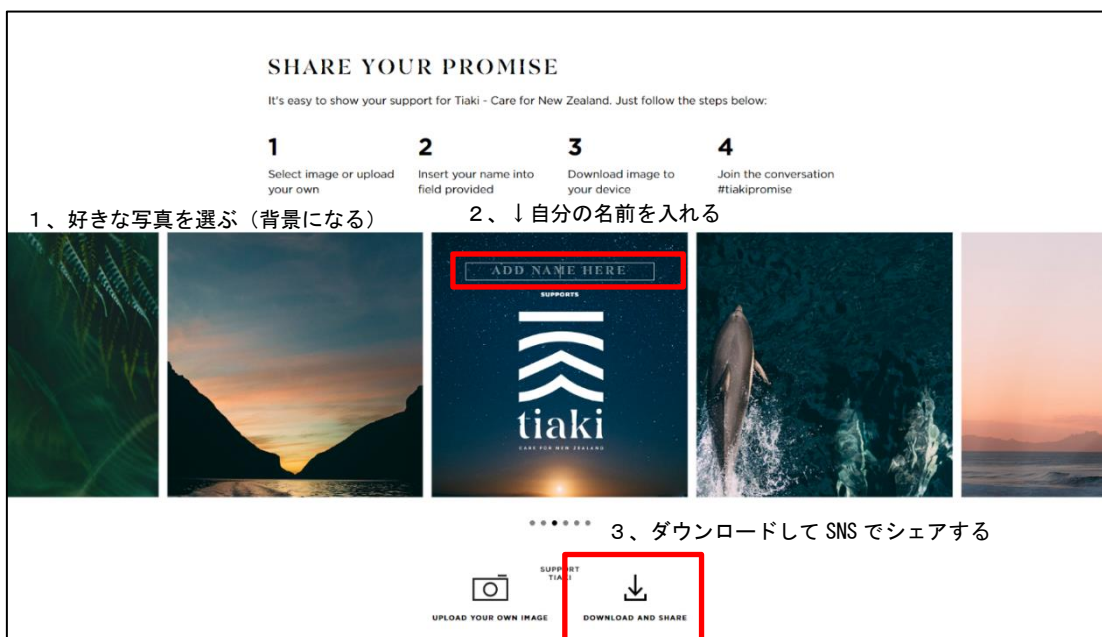 SHARE YOUR PROMISE
It's easy to show your support for Tiaki - Care for New Zealand. Just follow the steps below:
1
Select image or upload
your own
2
Insert your name into
field provided
3
Download image to
your device
4
Join the conversation
#tiakipromise
1、好きな写真を選ぶ（背景になる）
2、↓自分の名前を入れる
ADD NAME HERE
SUPPORTS
tiaki
CARE FOR NEW ZEALAND
3、ダウンロードして SNS でシェアする
SUPPORT
TIAKI
UPLOAD YOUR OWN IMAGE
DOWNLOAD AND SHARE